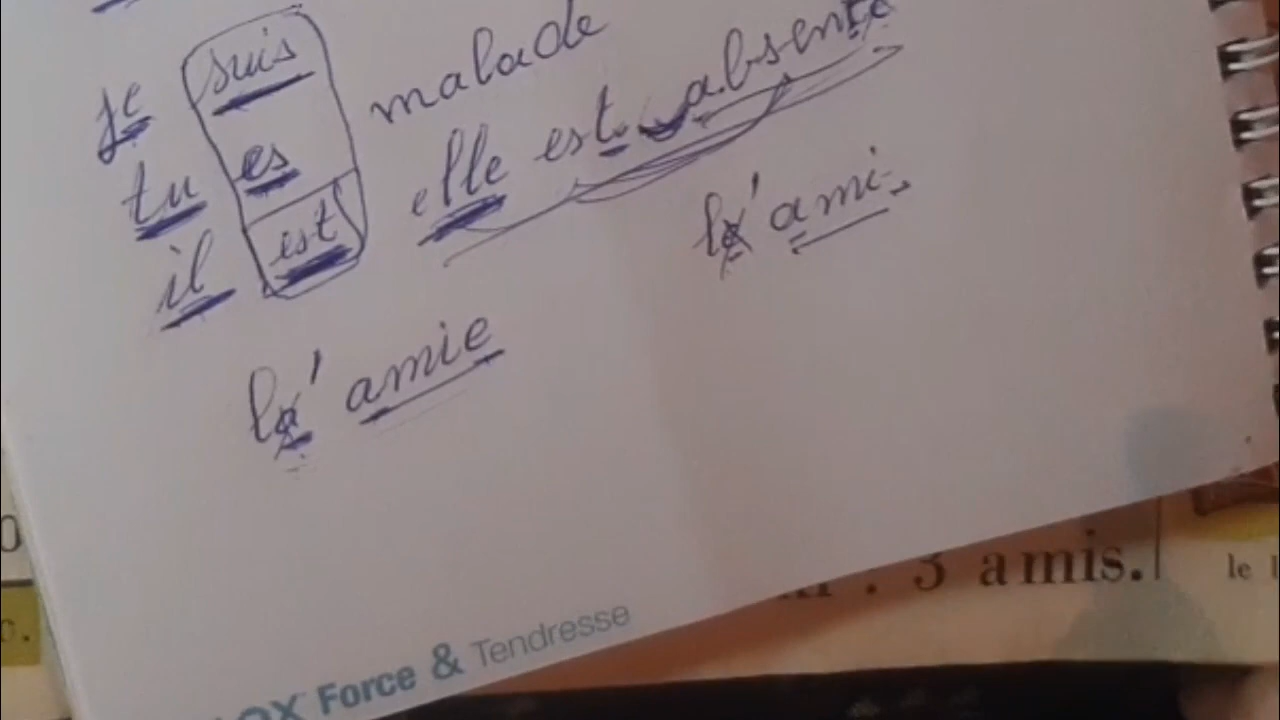 je suis malade
tu es elle est absente
il est
l'ami
l'amie
3 amis.
le
Force & Tendresse